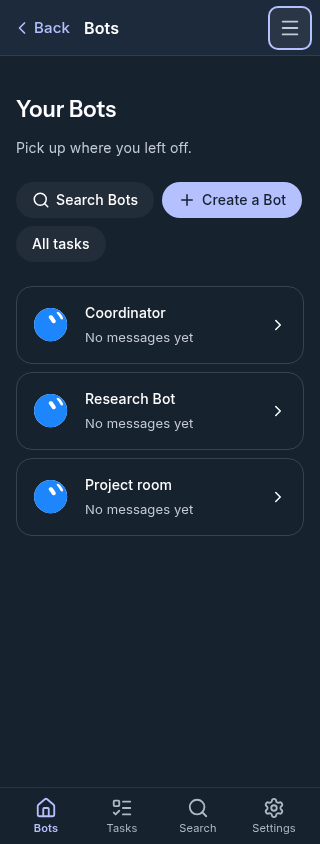 Back Bots
Your Bots
Pick up where you left off.
Search Bots
Create a Bot
All tasks
Coordinator
No messages yet
Research Bot
No messages yet
Project room
No messages yet
Bots Tasks Search Settings